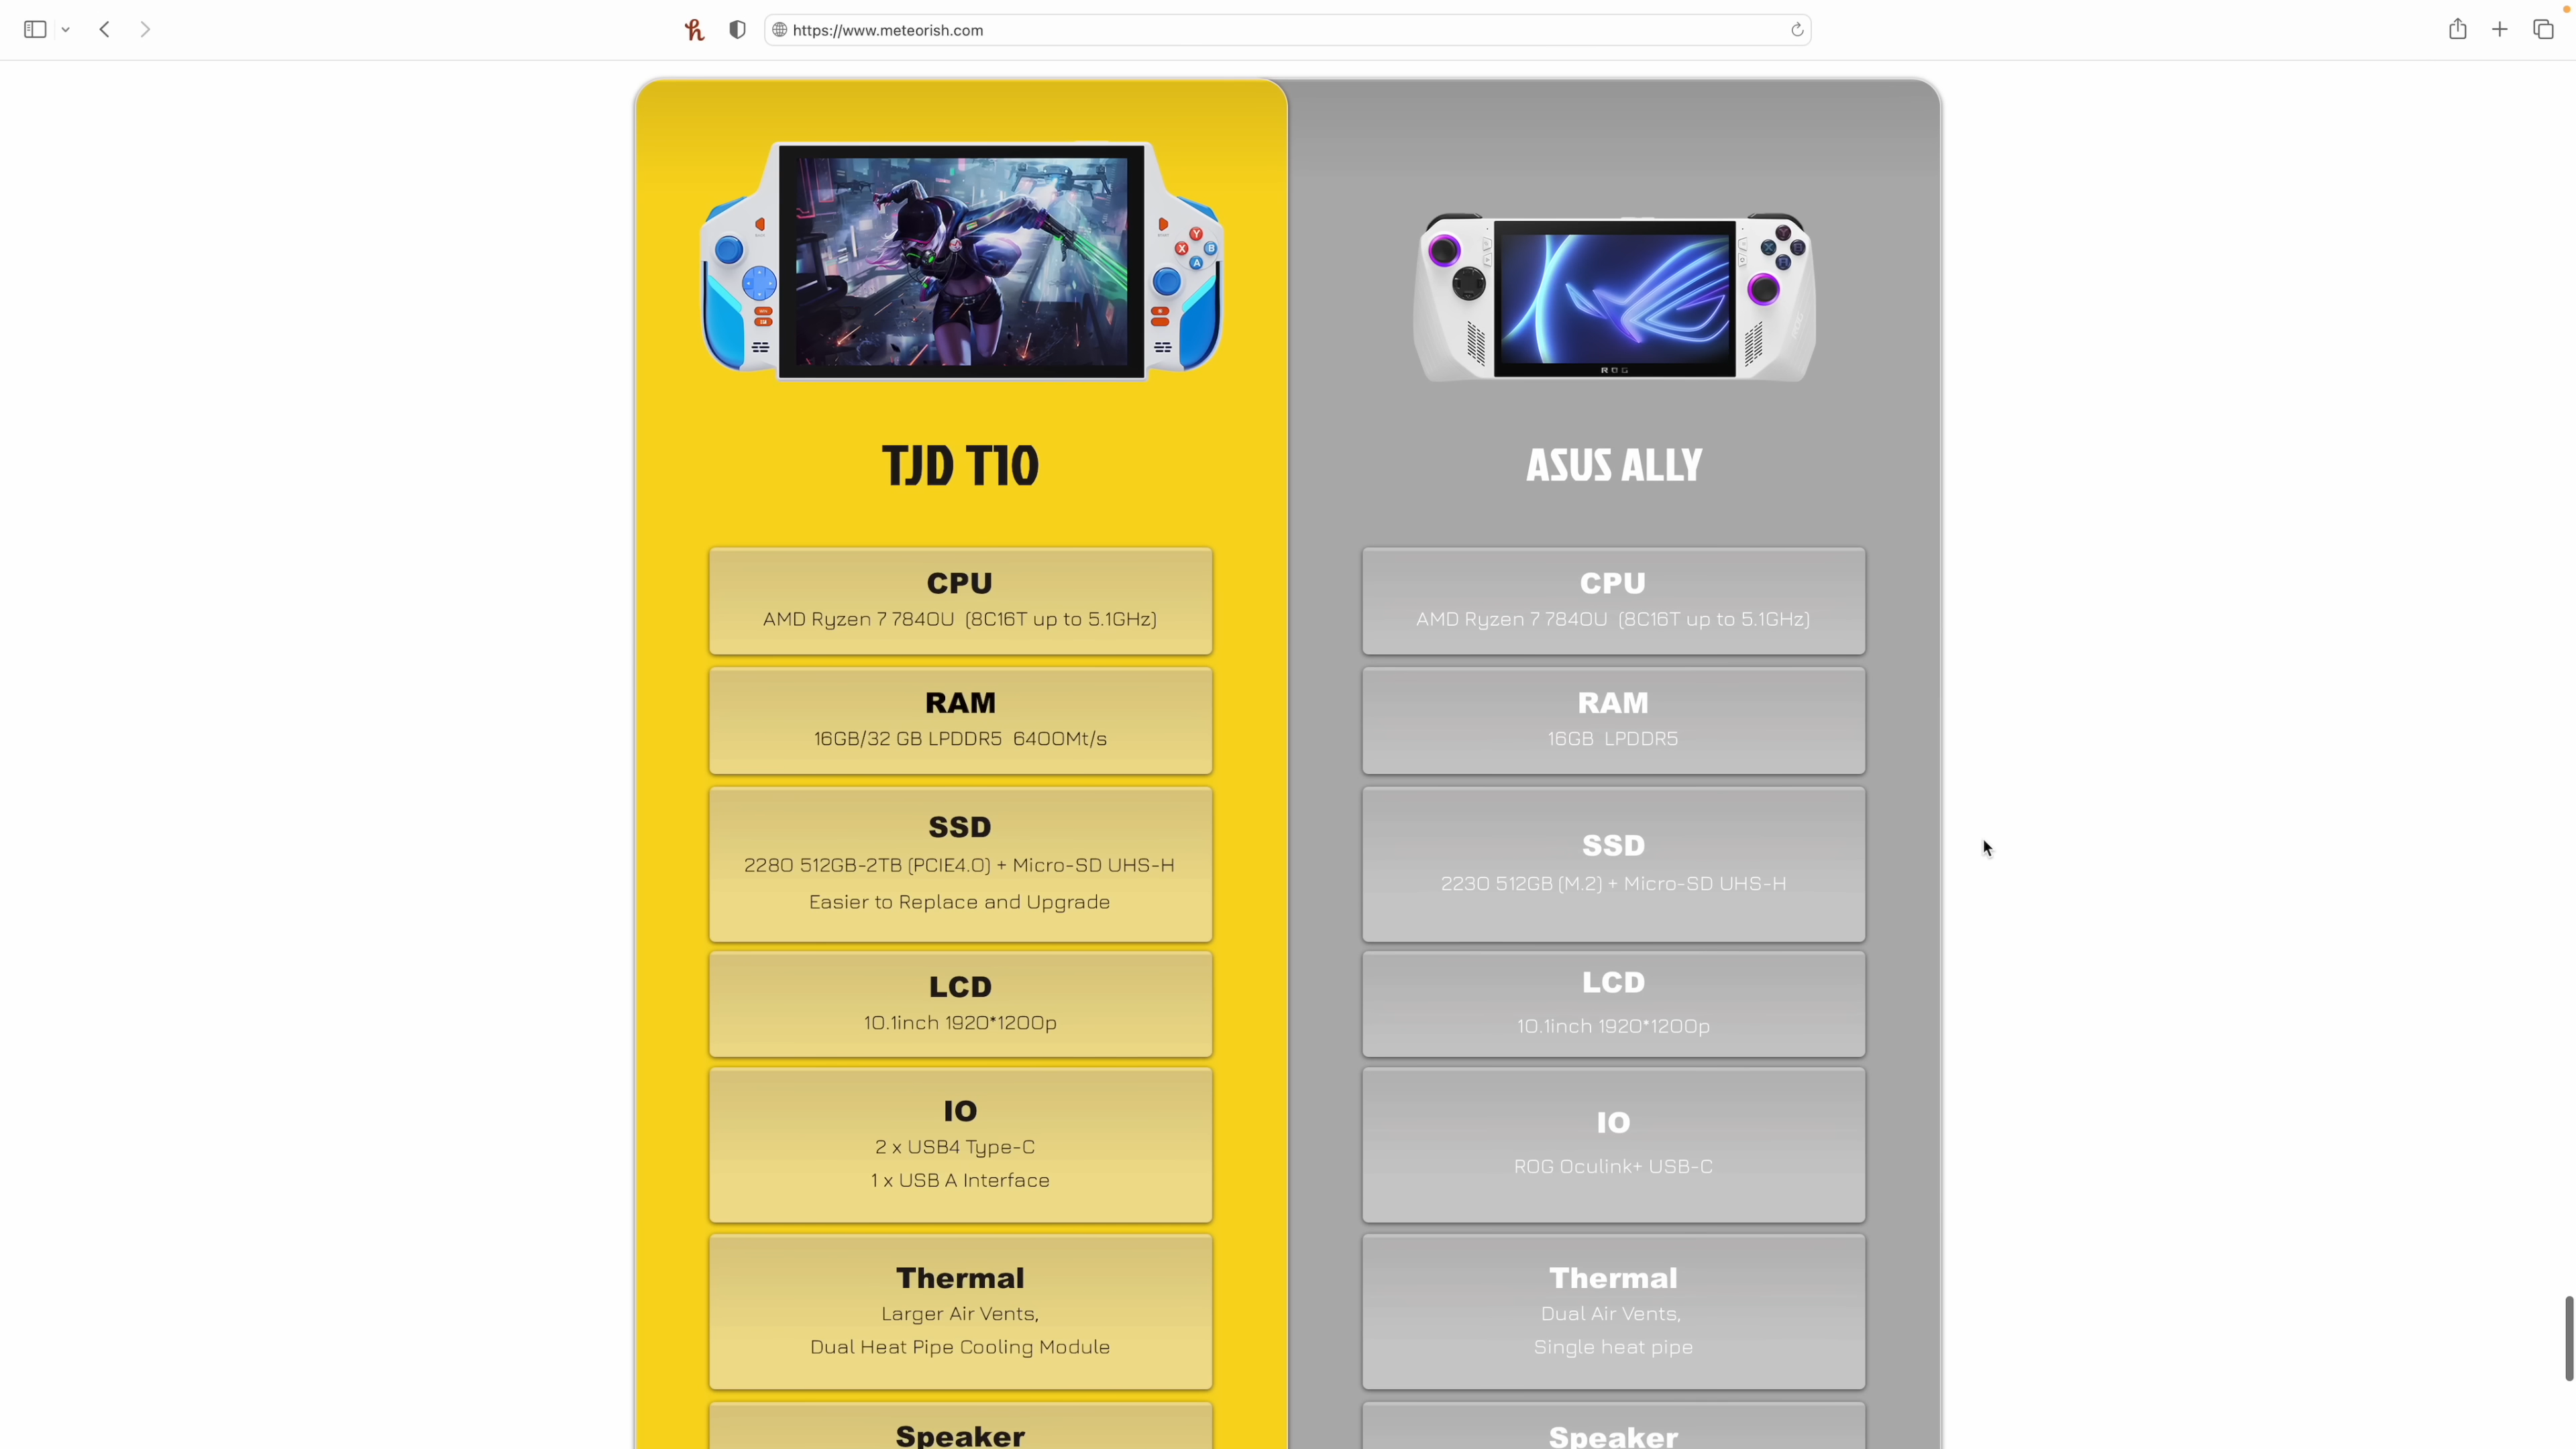 https://www.meteorish.com
Y
X
B
A
ROG
TJD T10
ASUS ALLY
CPU
AMD Ryzen 7 7840U (8C16T up to 5.1GHz)
CPU
AMD Ryzen 7 7840U (8C16T up to 5.1GHz)
RAM
16GB/32 GB LPDDR5 6400Mt/s
RAM
16GB LPDDR5
SSD
2280 512GB-2TB (PCIE4.0) + Micro-SD UHS-H
Easier to Replace and Upgrade
SSD
2230 512GB (M.2) + Micro-SD UHS-H
LCD
10.1inch 1920*1200p
LCD
10.1inch 1920*1200p
IO
2 x USB4 Type-C
1 x USB A Interface
IO
ROG Oculink+ USB-C
Thermal
Larger Air Vents,
Dual Heat Pipe Cooling Module
Thermal
Dual Air Vents,
Single heat pipe
Speaker
Speaker